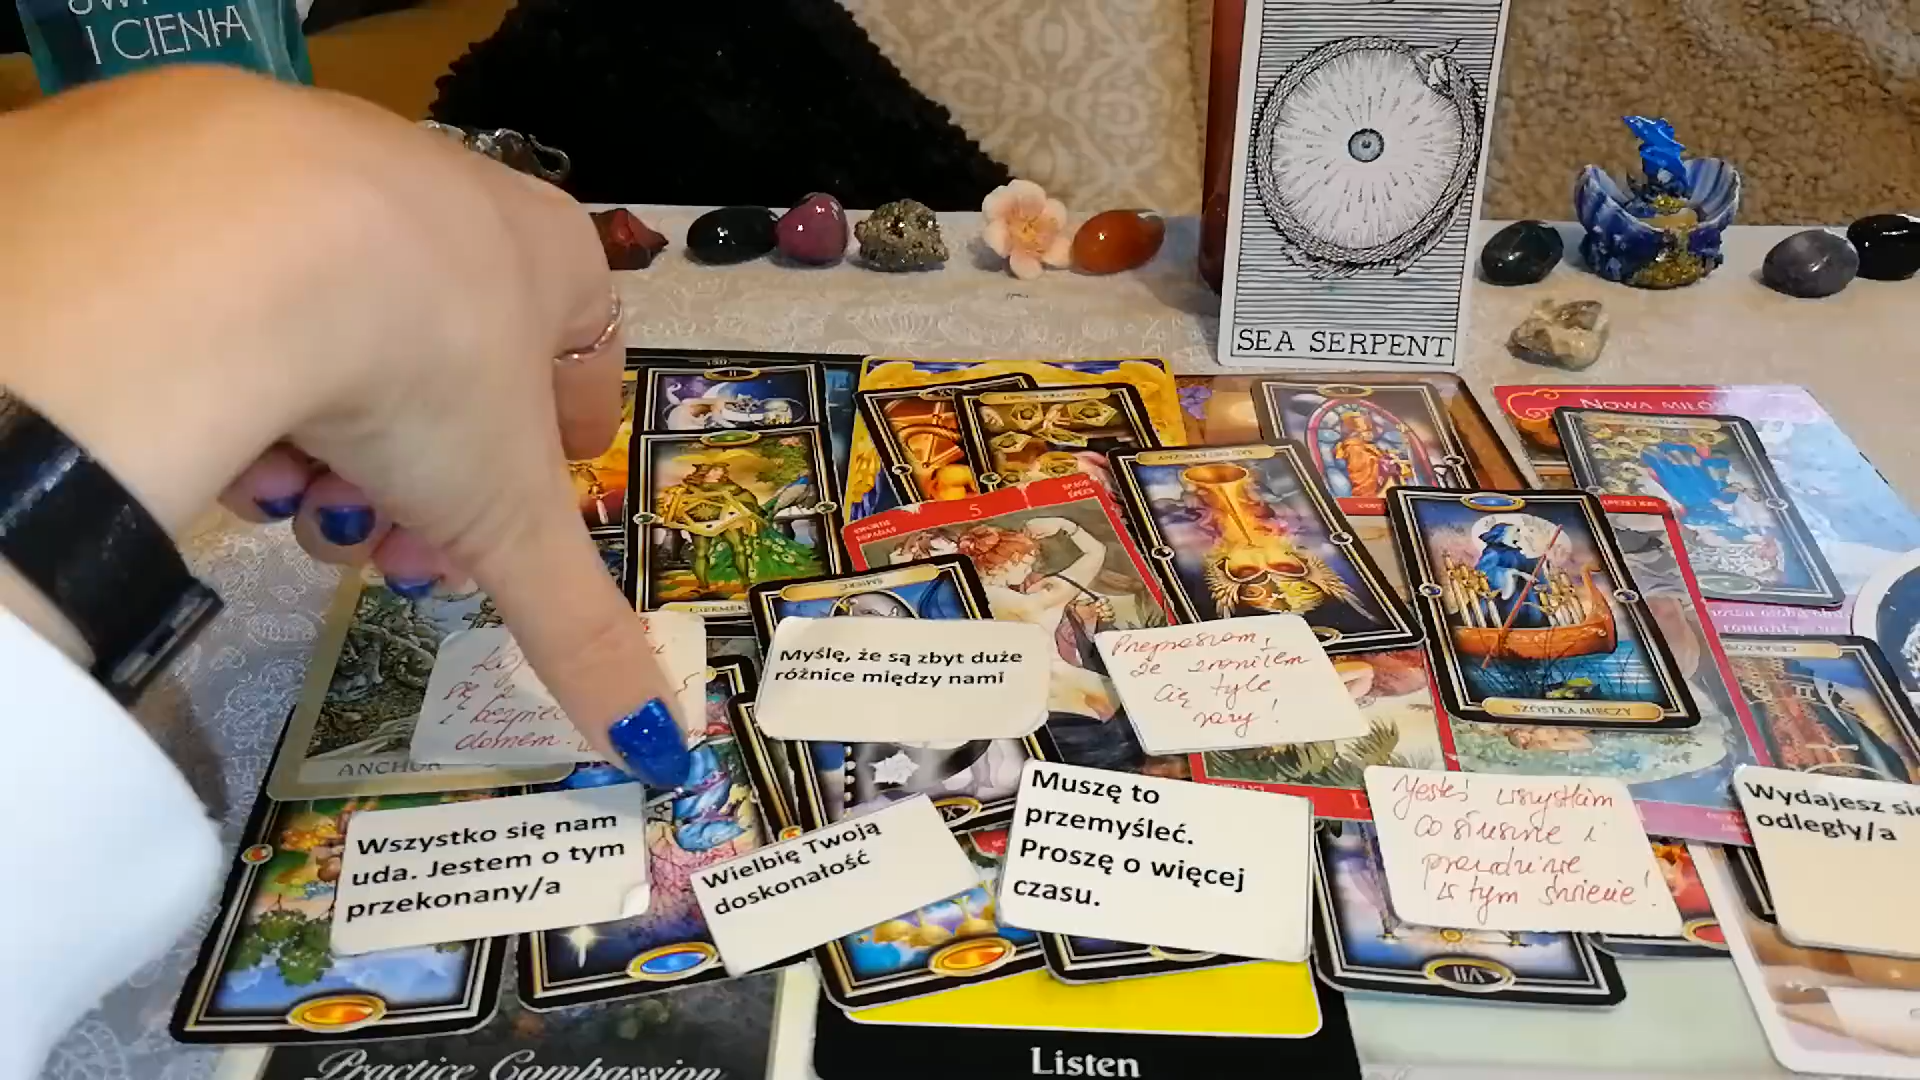 I CIENIA
SEA SERPENT
NOWA
5
Myślę, że są zbyt duże
różnice między nami
Przepraszam,
że zraniłem
Cię tyle
razy!
SZÓSTKA MIECZY
ANCHOR
domem.
Wszystko się nam
uda. Jestem o tym
przekonany/a
Wielbię Twoją
doskonałość
Muszę to
przemyśleć.
Proszę o więcej
czasu.
Jesteś wszystkim
co słuszne i
prawdziwe
w tym świecie!
Wydajesz się
odległy/a
VII
Practice Compassion
Listen